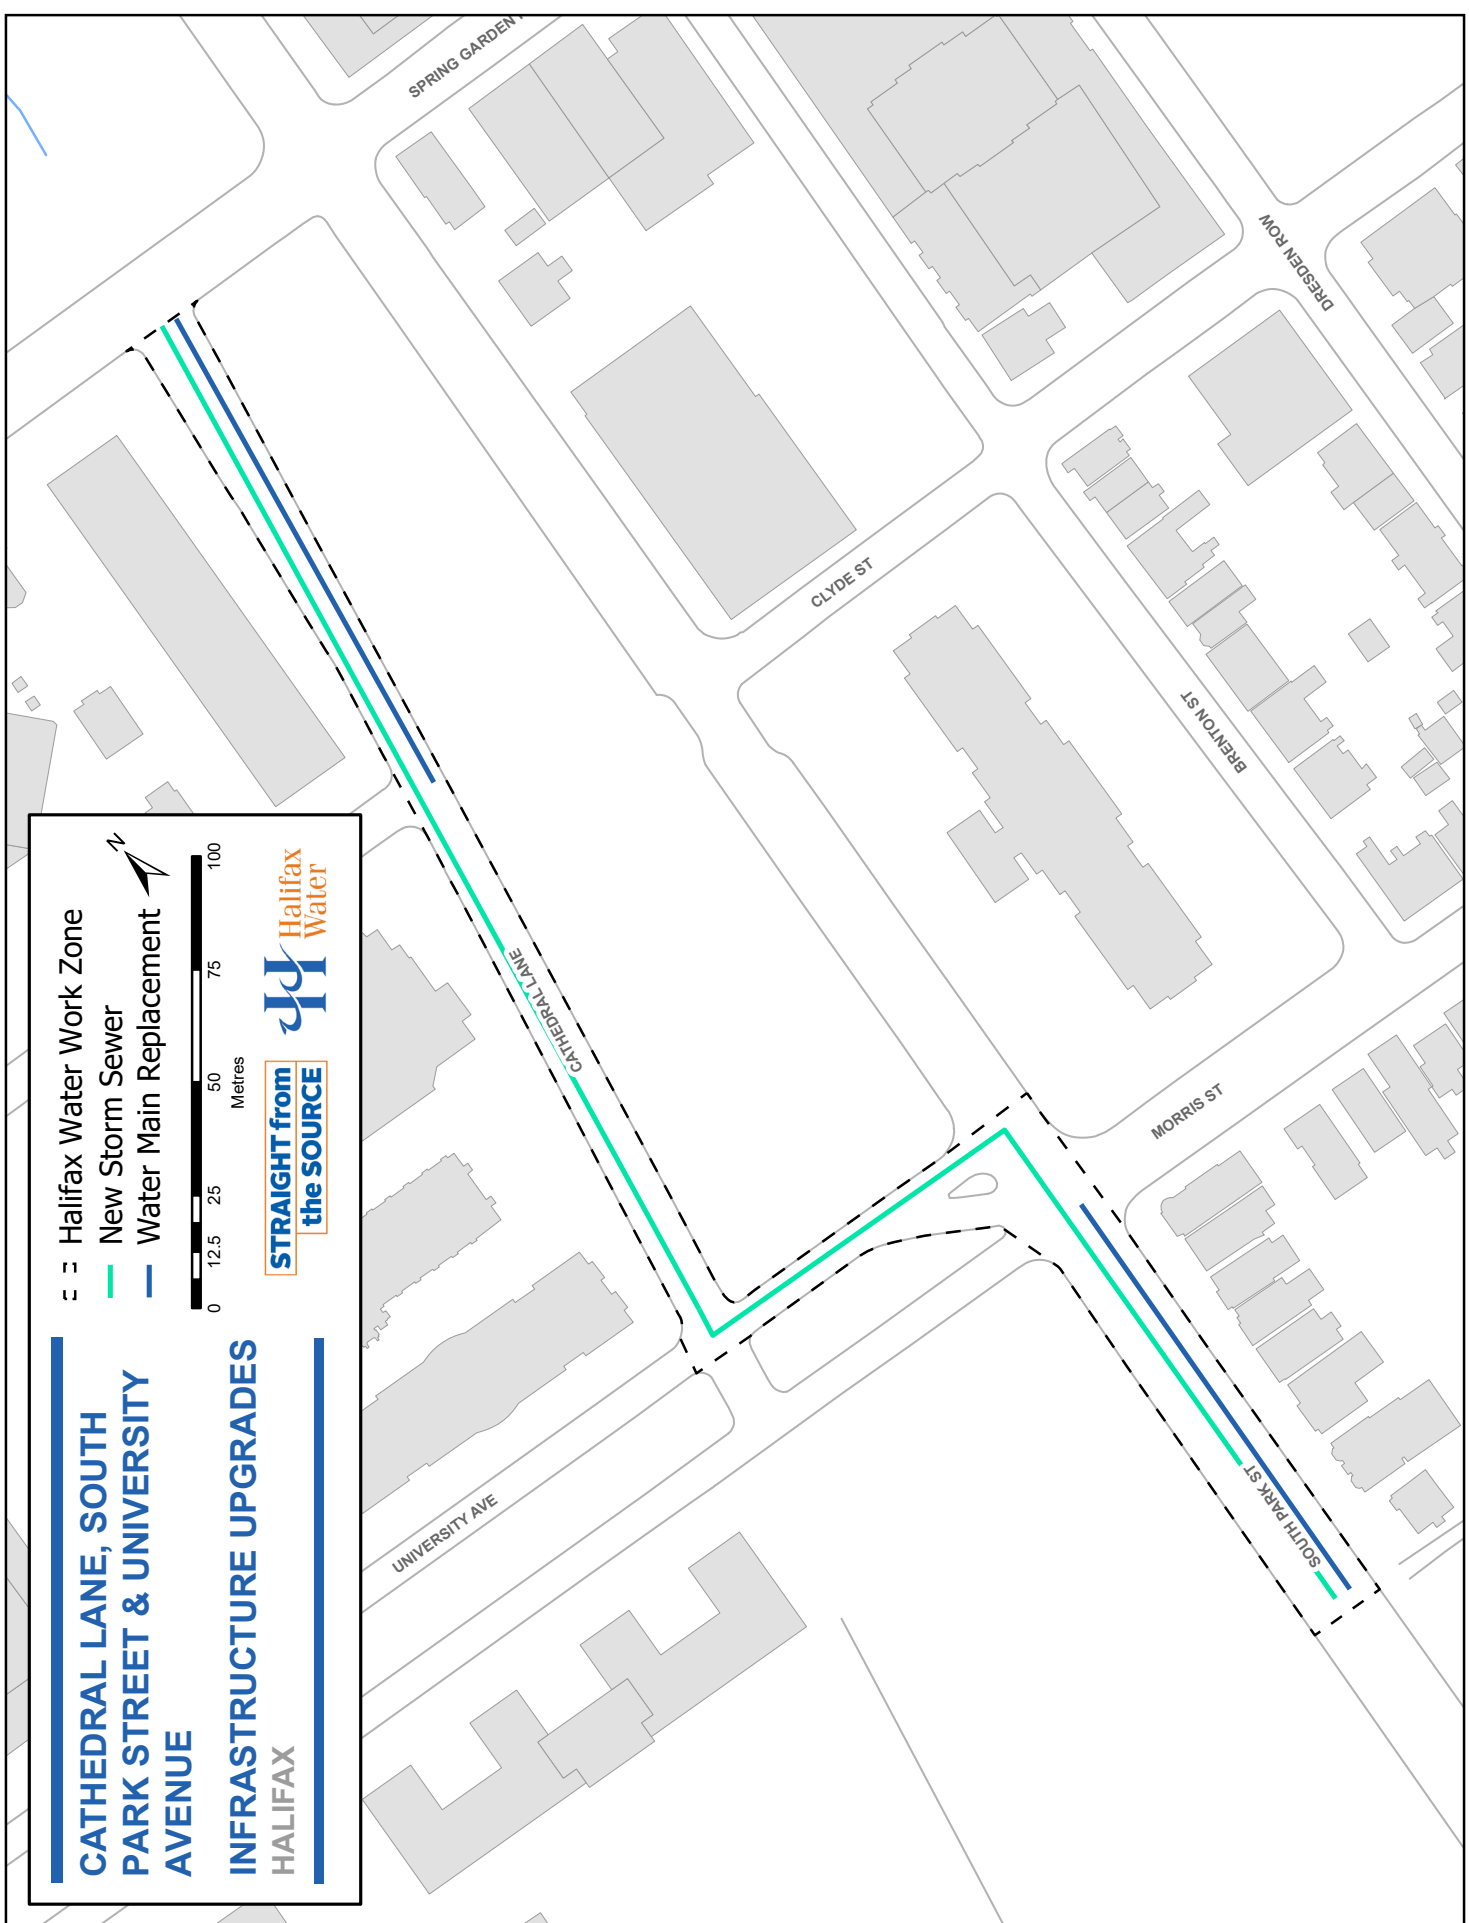 CATHEDRAL LANE, SOUTH
PARK STREET & UNIVERSITY
AVENUE
INFRASTRUCTURE UPGRADES
HALIFAX
Halifax Water Work Zone
New Storm Sewer
Water Main Replacement
N
0 12.5 25 50 75 100
Metres
STRAIGHT from
the SOURCE
Halifax
Water
SPRING GARDEN
DRESDEN ROW
CLYDE ST
BRENTON ST
CATHEDRAL LANE
MORRIS ST
UNIVERSITY AVE
SOUTH PARK ST